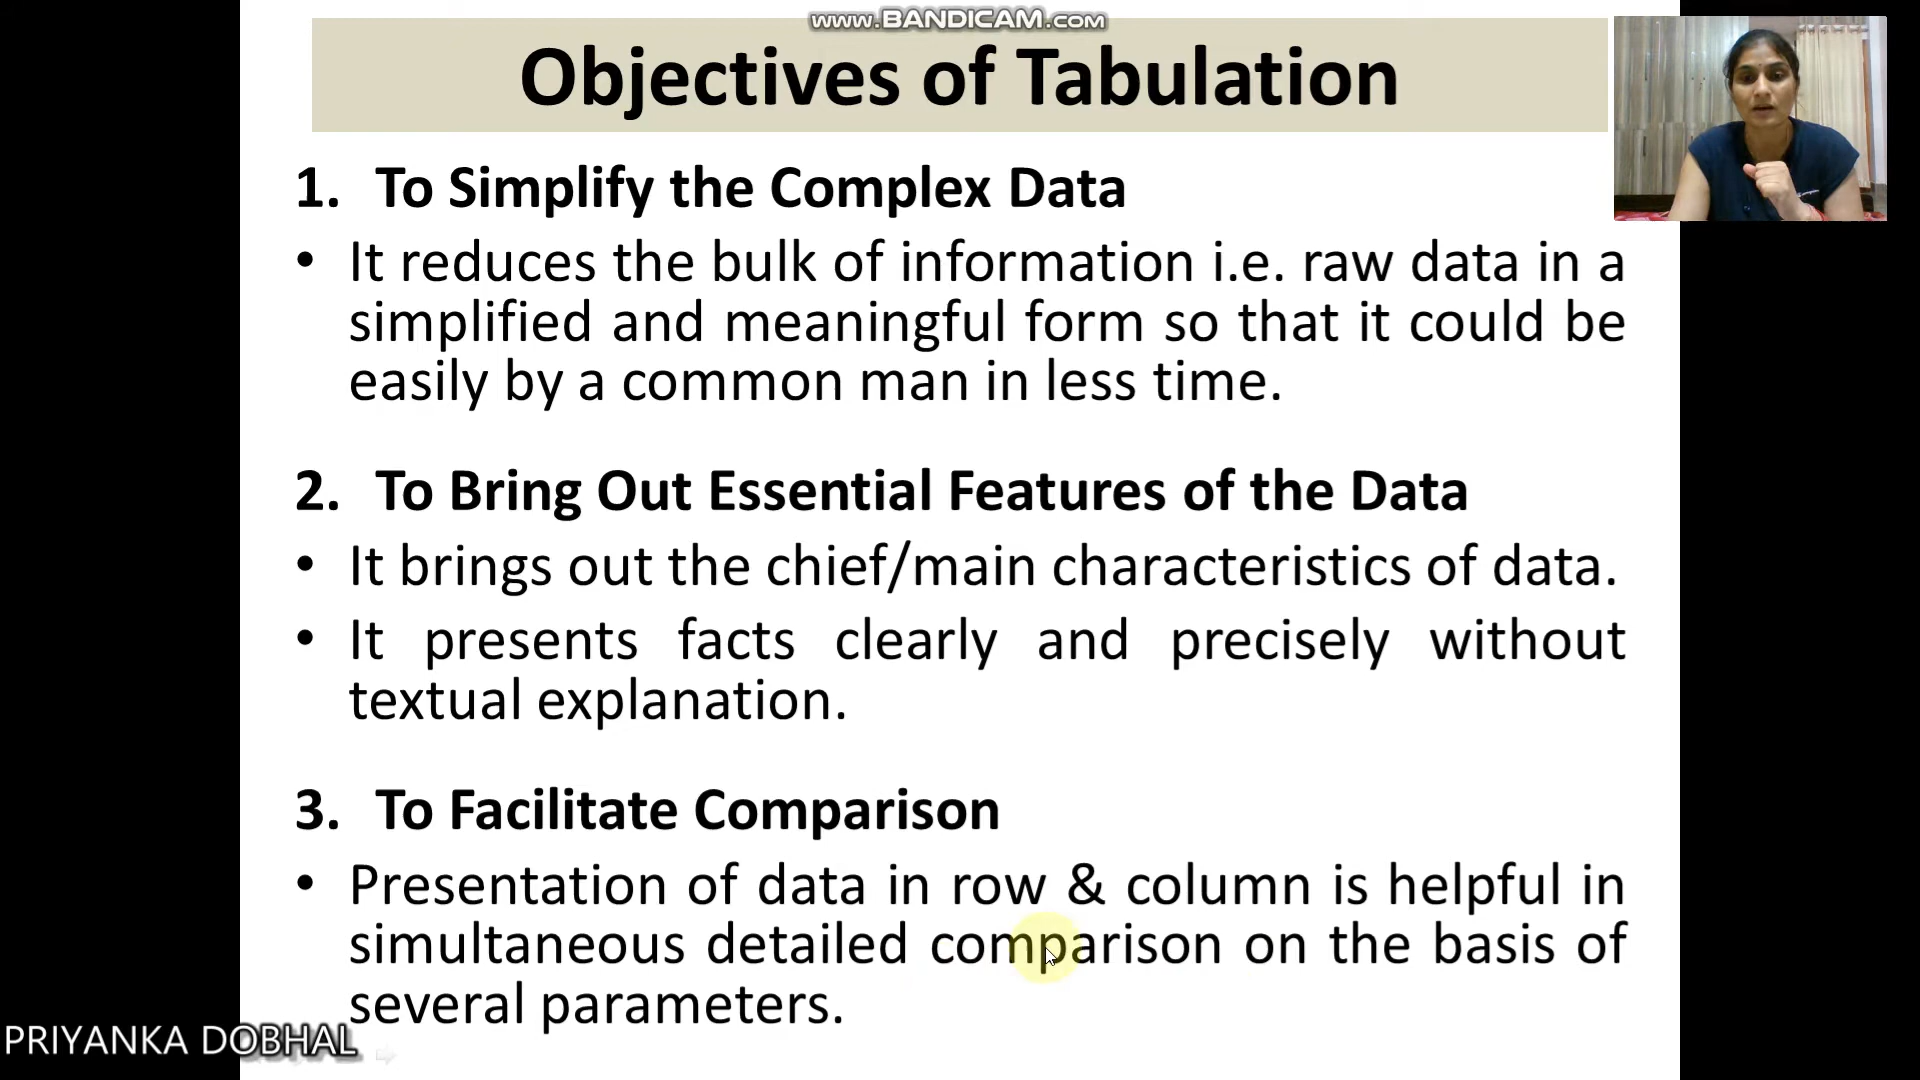 www.BANDICAM.com
Objectives of Tabulation
1. To Simplify the Complex Data
• It reduces the bulk of information i.e. raw data in a
simplified and meaningful form so that it could be
easily by a common man in less time.
2. To Bring Out Essential Features of the Data
• It brings out the chief/main characteristics of data.
• It presents facts clearly and precisely without
textual explanation.
3. To Facilitate Comparison
• Presentation of data in row & column is helpful in
simultaneous detailed comparison on the basis of
several parameters.
PRIYANKA DOBHAL